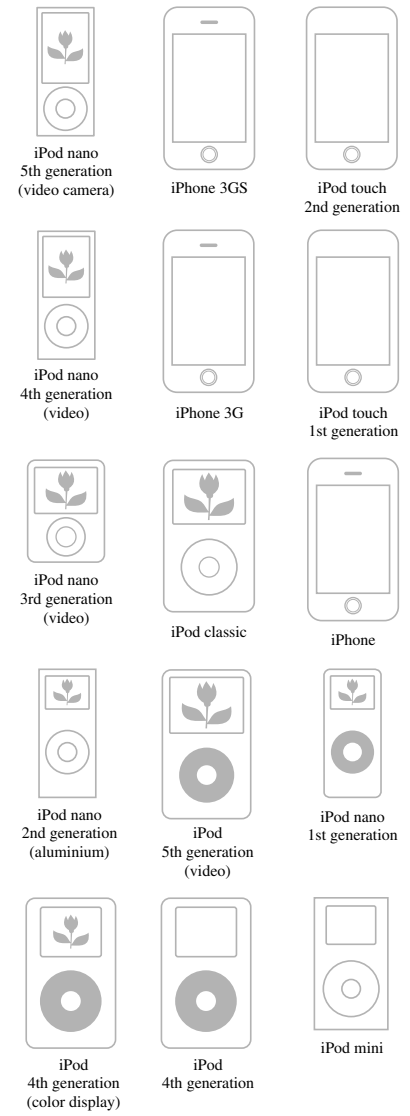 iPod nano
5th generation
(video camera)
iPhone 3GS
iPod touch
2nd generation
iPod nano
4th generation
(video)
iPhone 3G
iPod touch
1st generation
iPod nano
3rd generation
(video)
iPod classic
iPhone
iPod nano
2nd generation
(aluminium)
iPod
5th generation
(video)
iPod nano
1st generation
iPod
4th generation
(color display)
iPod
4th generation
iPod mini